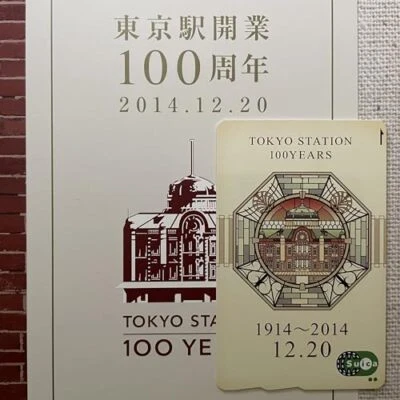 東京駅開業
100周年
2014.12.20
TOKYO STA
100 YE
TOKYO STATION
100YEARS
1914〜2014
12.20
Suica